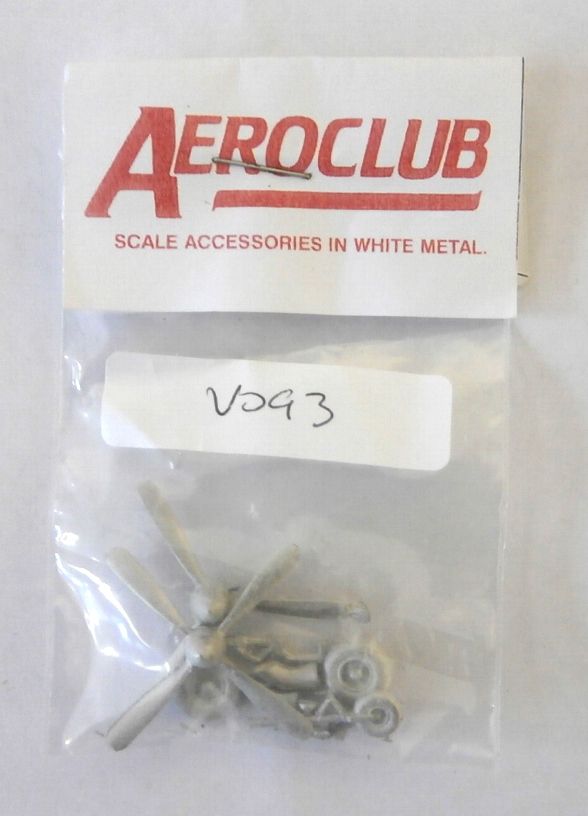 AEROCLUB
SCALE ACCESSORIES IN WHITE METAL.
V093